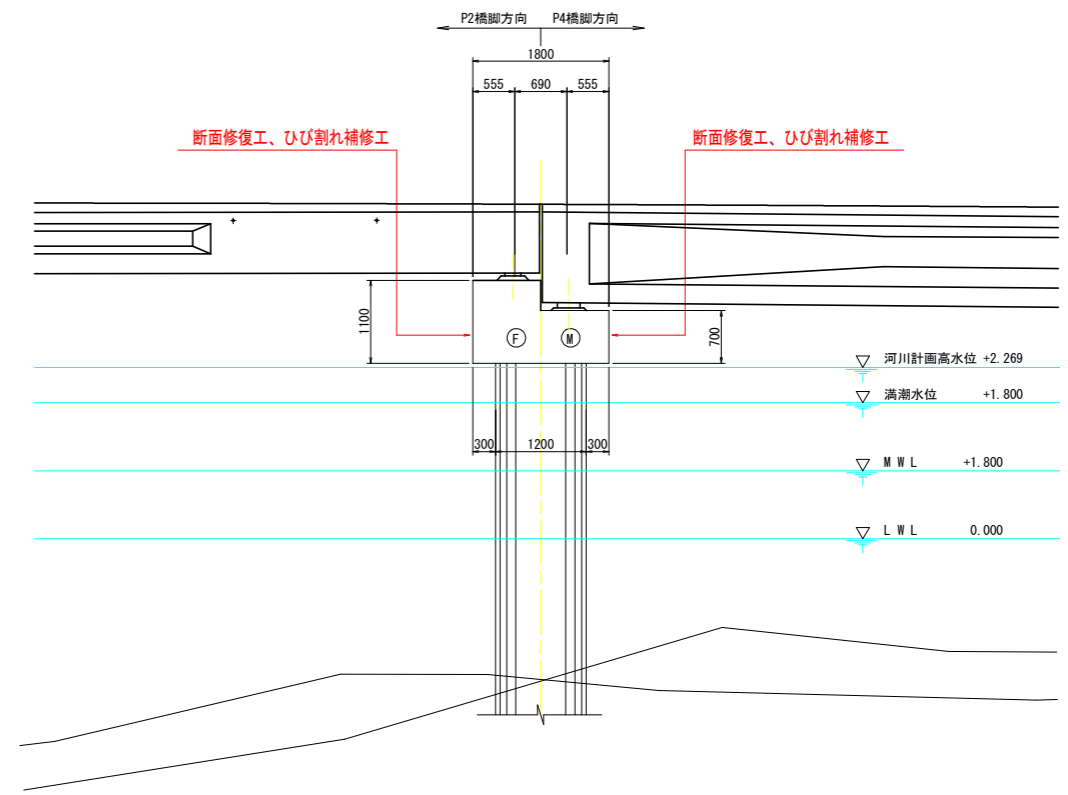 P2橋脚方向 P4橋脚方向
1800
555 690 555
断面修復工、ひび割れ補修工 断面修復工、ひび割れ補修工
1100
F M
700
河川計画高水位 +2.269
満潮水位 +1.800
300 1200 300
M W L +1.800
L W L 0.000